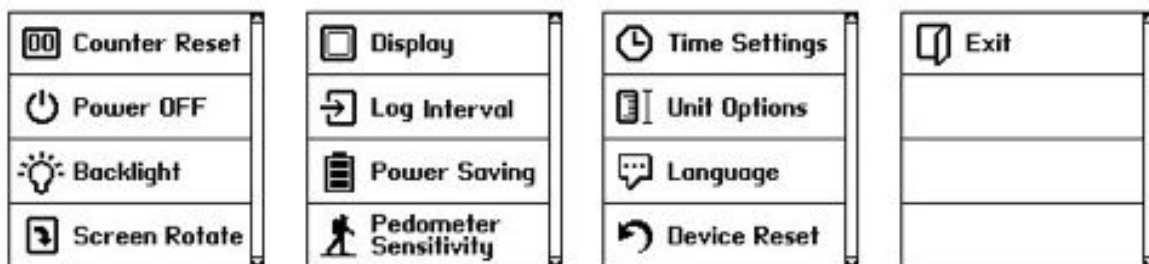 00 Counter Reset
Power OFF
Backlight
Screen Rotate
Display
Log Interval
Power Saving
Pedometer
Sensitivity
Time Settings
Unit Options
Language
Device Reset
Exit